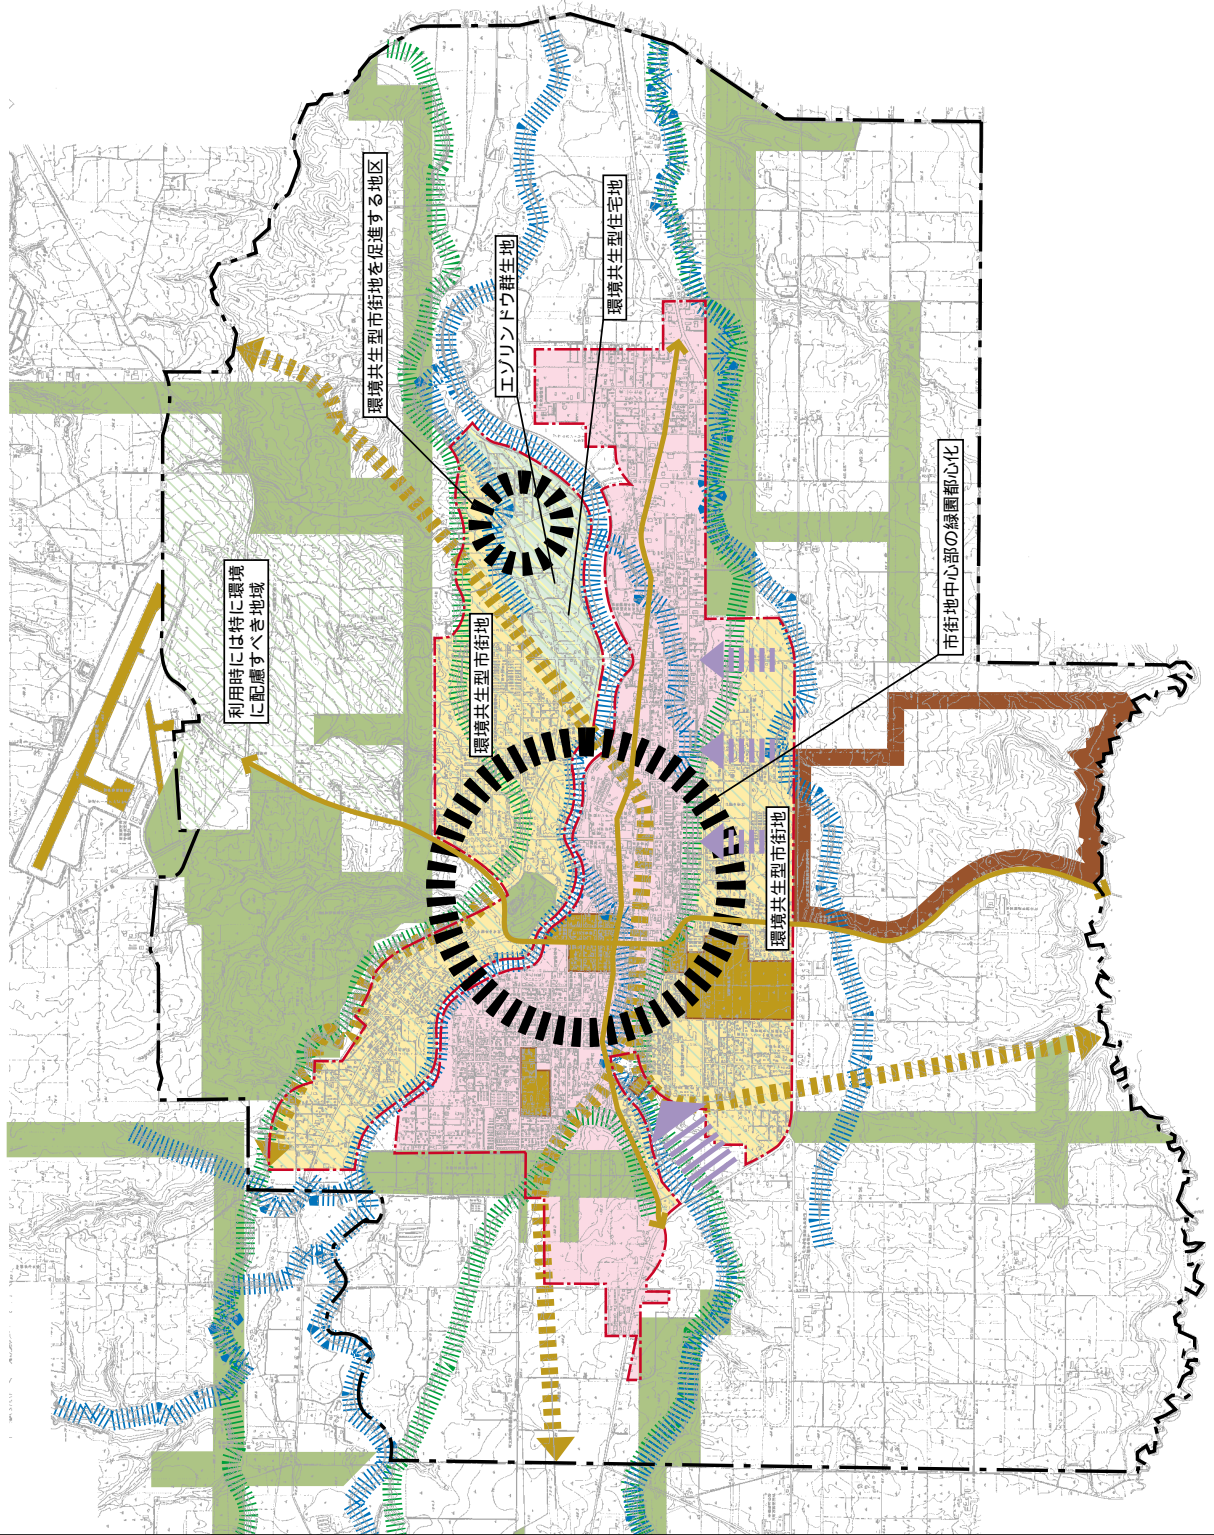 利用時には特に環境
に配慮すべき地域
環境共生型市街地を促進する地区
エゾリンドウ群生地
環境共生型住宅地
環境共生型市街地
環境共生型市街地
市街地中心部の緑園都心化